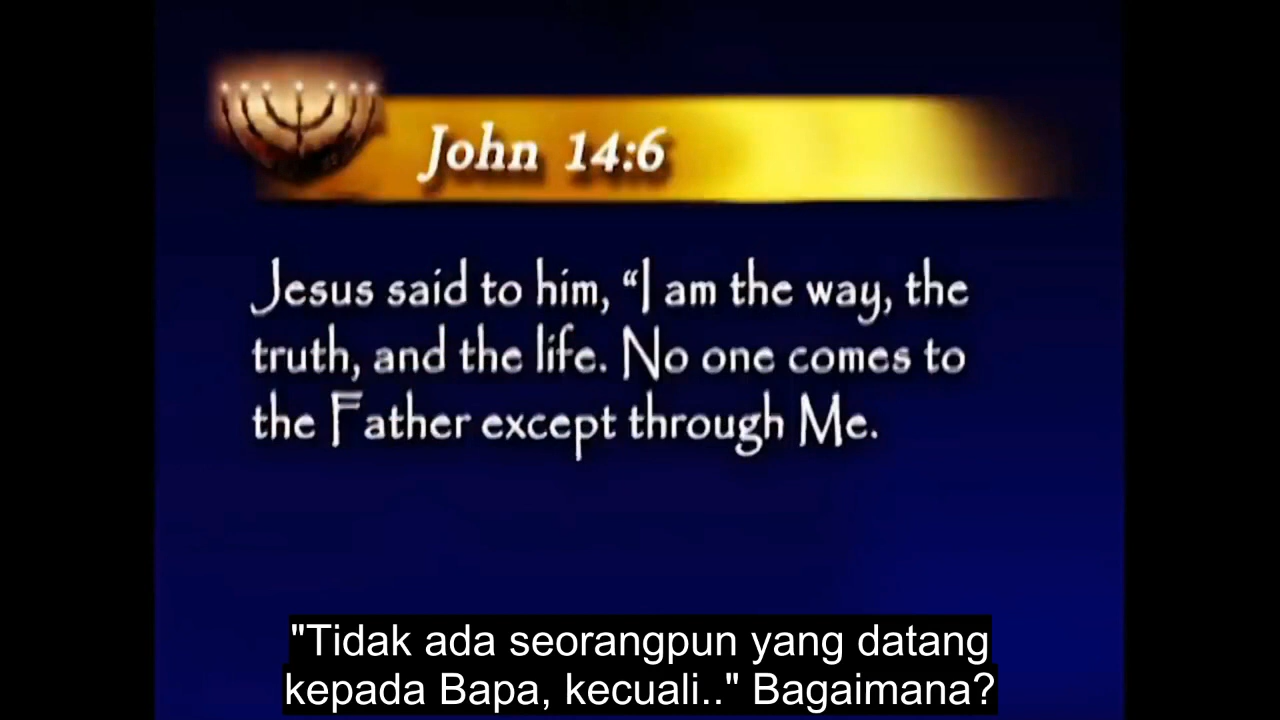 John 14:6
Jesus said to him, “I am the way, the
truth, and the life. No one comes to
the Father except through Me.
"Tidak ada seorangpun yang datang
kepada Bapa, kecuali.." Bagaimana?